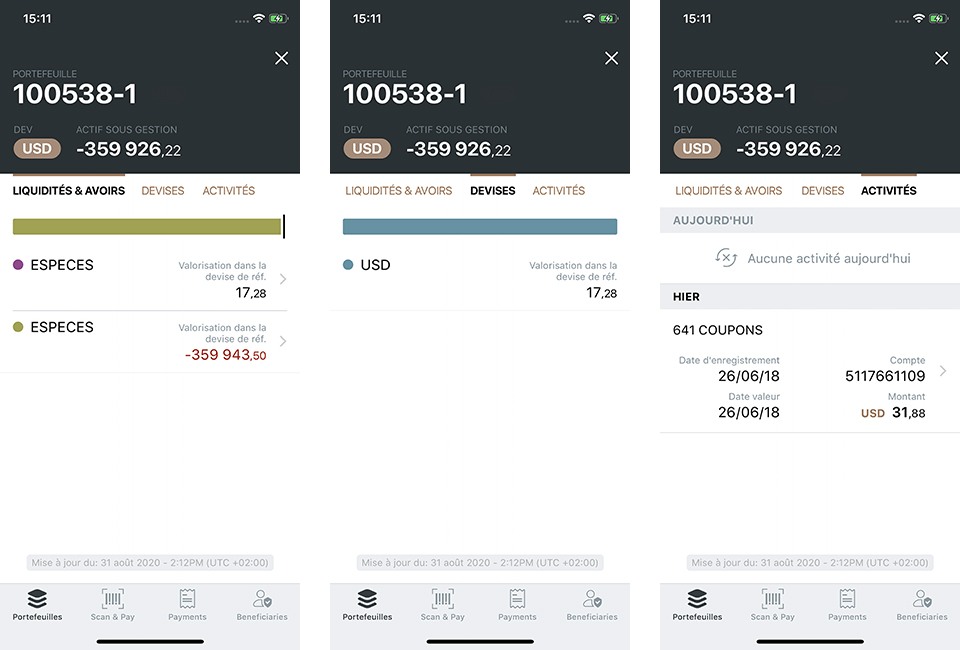 15:11
PORTEFEUILLE
100538-1
DEV ACTIF SOUS GESTION
USD -359 926,22
LIQUIDITÉS & AVOIRS DEVISES ACTIVITÉS
ESPECES
Valorisation dans la
devise de réf.
17,28
ESPECES
Valorisation dans la
devise de réf.
-359 943,50
Mise à jour du: 31 août 2020 - 2:12PM (UTC +02:00)
Portefeuilles Scan & Pay Payments Beneficiaries
15:11
PORTEFEUILLE
100538-1
DEV ACTIF SOUS GESTION
USD -359 926,22
LIQUIDITÉS & AVOIRS DEVISES ACTIVITÉS
USD
Valorisation dans la
devise de réf.
17,28
Mise à jour du: 31 août 2020 - 2:12PM (UTC +02:00)
Portefeuilles Scan & Pay Payments Beneficiaries
15:11
PORTEFEUILLE
100538-1
DEV ACTIF SOUS GESTION
USD -359 926,22
LIQUIDITÉS & AVOIRS DEVISES ACTIVITÉS
AUJOURD'HUI
Aucune activité aujourd'hui
HIER
641 COUPONS
Date d'enregistrement Compte
26/06/18 5117661109
Date valeur Montant
26/06/18 USD 31,88
Mise à jour du: 31 août 2020 - 2:12PM (UTC +02:00)
Portefeuilles Scan & Pay Payments Beneficiaries